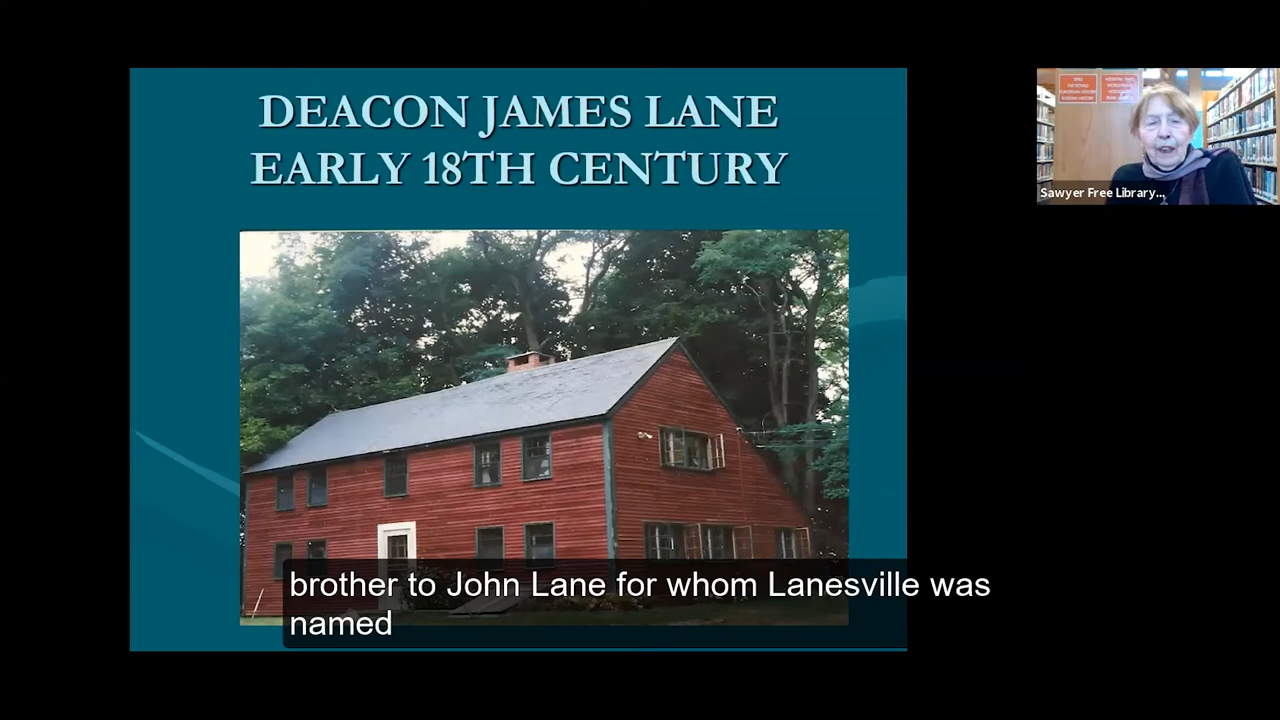 DEACON JAMES LANE
EARLY 18TH CENTURY
Sawyer Free Library...
brother to John Lane for whom Lanesville was
named